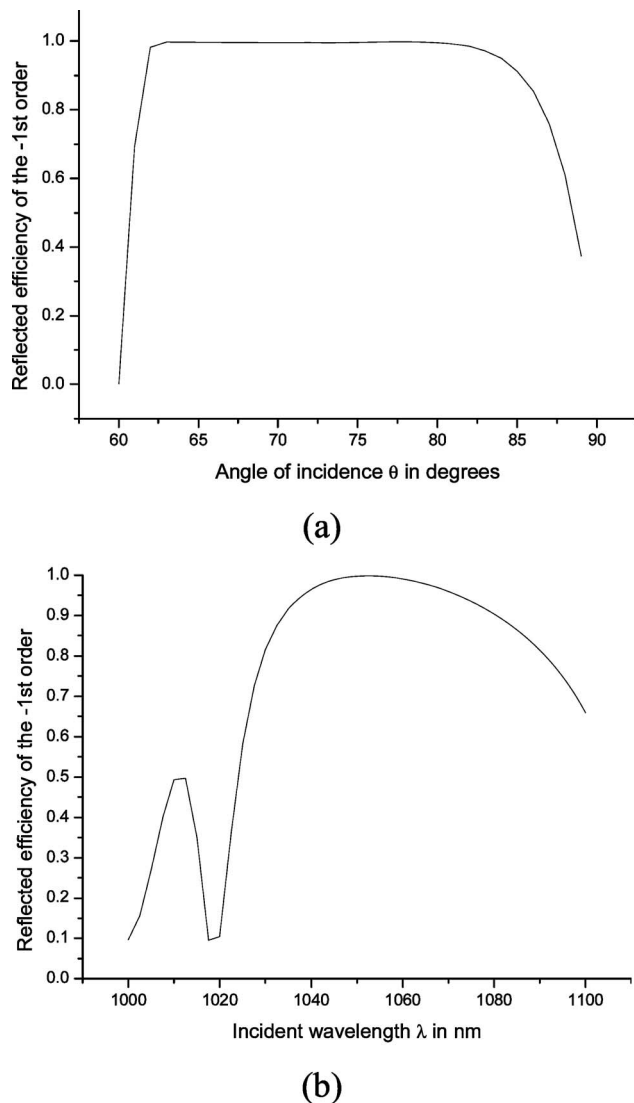 Reflected efficiency of the -1st order
1.0
0.8
0.6
0.4
0.2
0.0
60 65 70 75 80 85 90
Angle of incidence θ in degrees
(a)
Reflected efficiency of the -1st order
1.0
0.9
0.8
0.7
0.6
0.5
0.4
0.3
0.2
0.1
0.0
1000 1020 1040 1060 1080 1100
Incident wavelength λ in nm
(b)